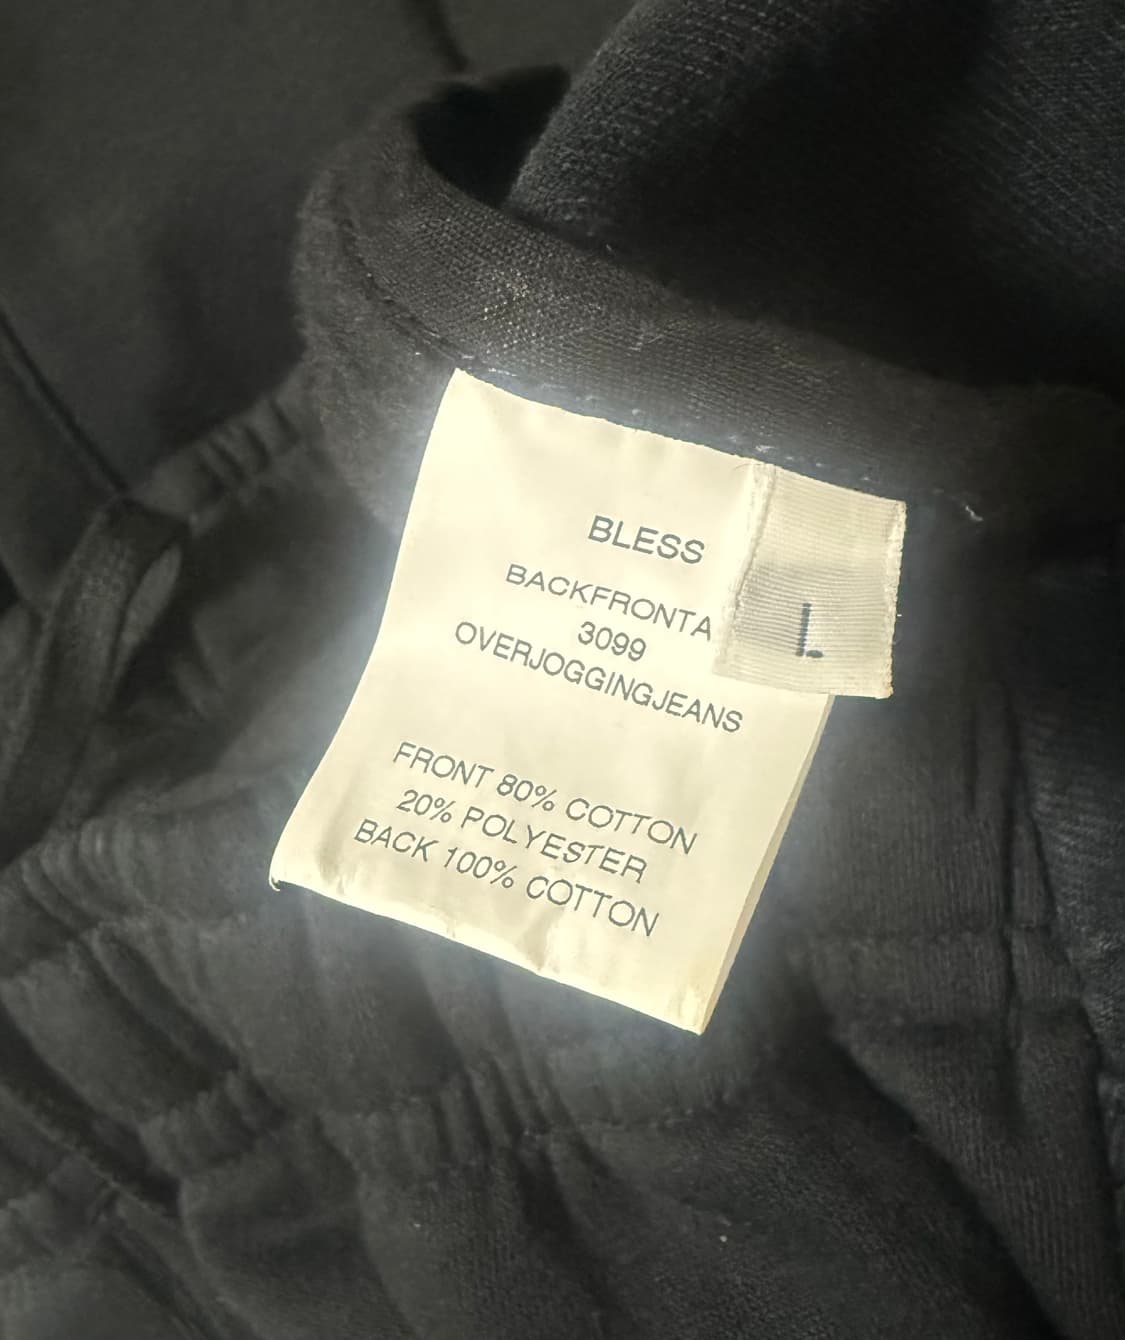 BLESS
BACKFRONTA
3099
OVERJOGGINGJEANS
L
FRONT 80% COTTON
20% POLYESTER
BACK 100% COTTON